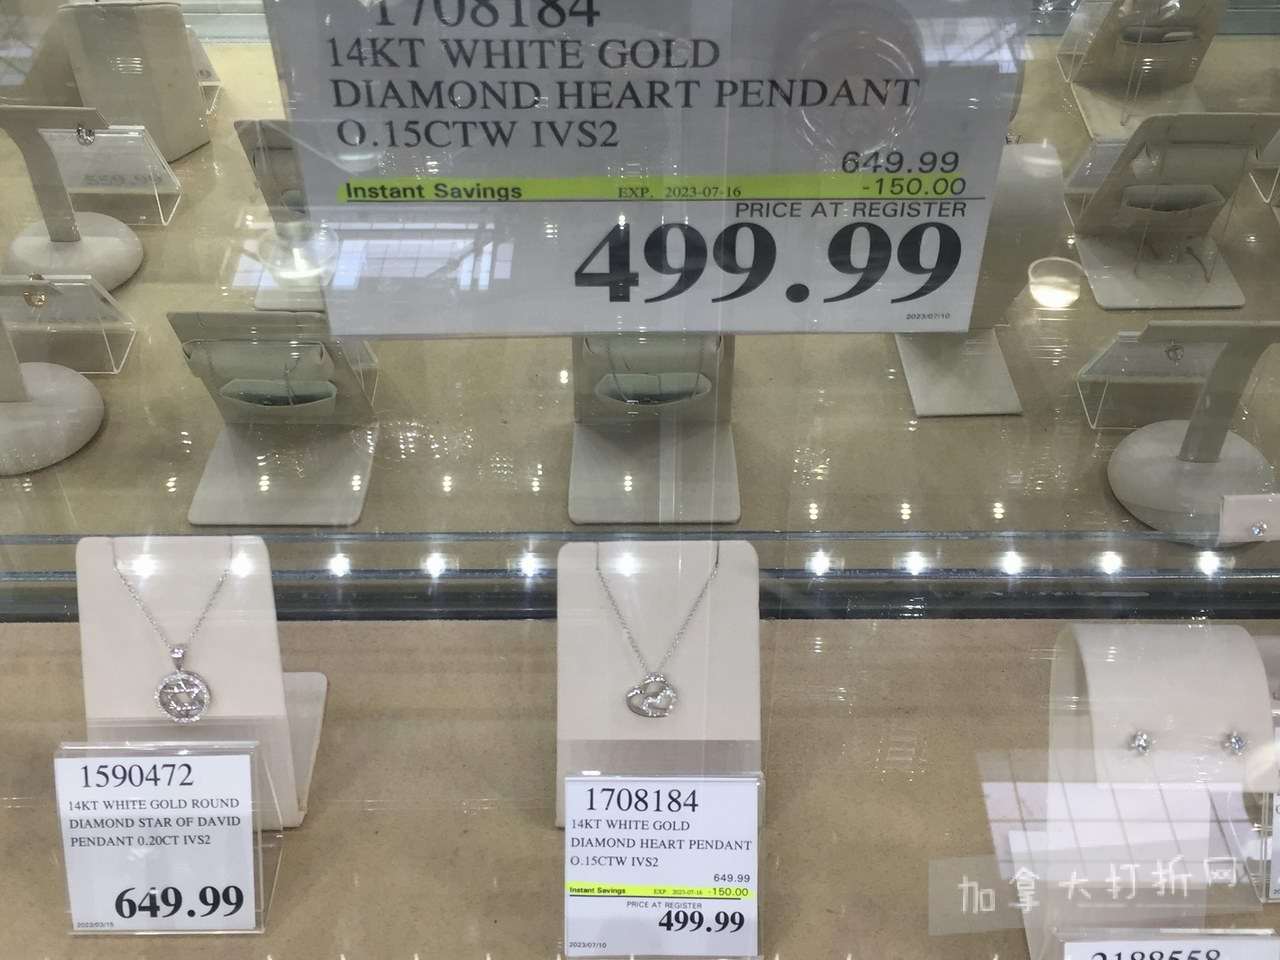 1708184
14KT WHITE GOLD
DIAMOND HEART PENDANT
O.15CTW IVS2
649.99
Instant Savings EXP. 2023-07-16 -150.00
PRICE AT REGISTER
499.99
2023/07/10
1590472
14KT WHITE GOLD ROUND
DIAMOND STAR OF DAVID
PENDANT 0.20CT IVS2
649.99
2023/03/15
1708184
14KT WHITE GOLD
DIAMOND HEART PENDANT
O.15CTW IVS2
649.99
Instant Savings EXP. 2023-07-16 -150.00
PRICE AT REGISTER
499.99
2023/07/10
加拿大打折网
2188558